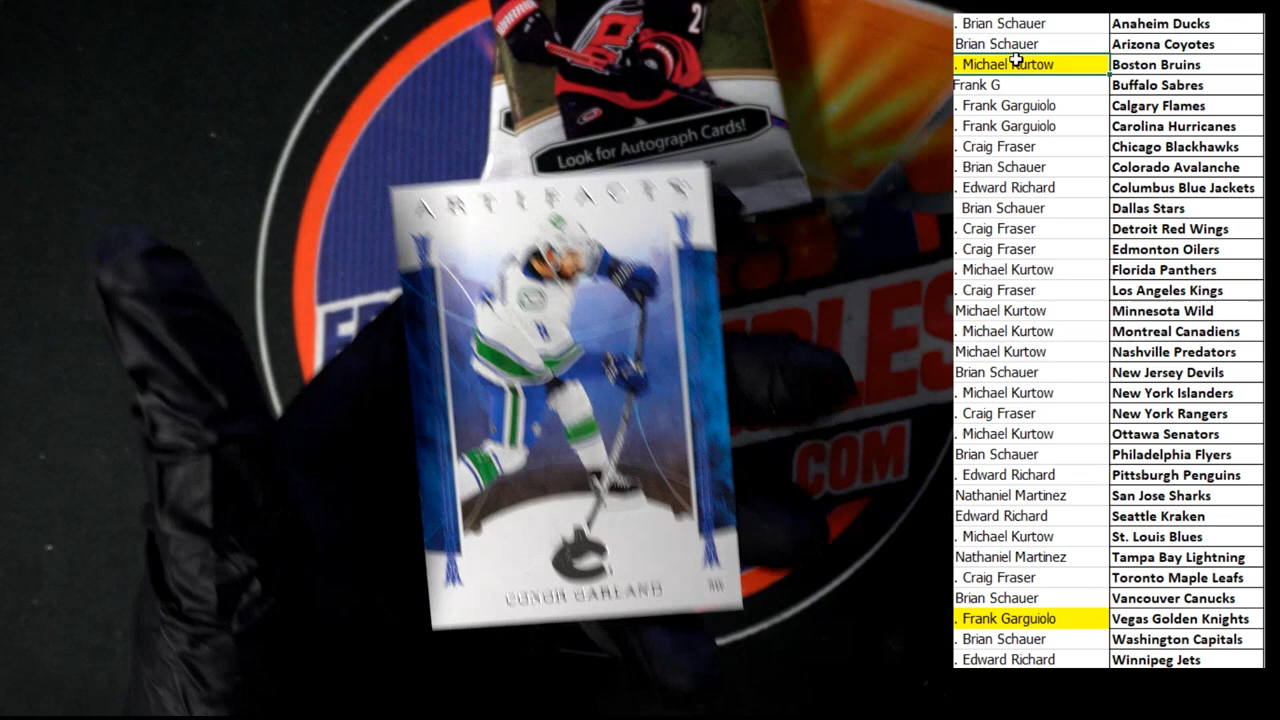 Look for Autograph Cards!
ARTIFACTS
CONOR GARLAND
COM
. Brian Schauer Anaheim Ducks
Brian Schauer Arizona Coyotes
. Michael Kurtow Boston Bruins
Frank G Buffalo Sabres
. Frank Garguiolo Calgary Flames
. Frank Garguiolo Carolina Hurricanes
. Craig Fraser Chicago Blackhawks
. Brian Schauer Colorado Avalanche
. Edward Richard Columbus Blue Jackets
Brian Schauer Dallas Stars
. Craig Fraser Detroit Red Wings
. Craig Fraser Edmonton Oilers
. Michael Kurtow Florida Panthers
. Craig Fraser Los Angeles Kings
Michael Kurtow Minnesota Wild
. Michael Kurtow Montreal Canadiens
Michael Kurtow Nashville Predators
Brian Schauer New Jersey Devils
. Michael Kurtow New York Islanders
. Craig Fraser New York Rangers
. Michael Kurtow Ottawa Senators
Brian Schauer Philadelphia Flyers
. Edward Richard Pittsburgh Penguins
Nathaniel Martinez San Jose Sharks
Edward Richard Seattle Kraken
. Michael Kurtow St. Louis Blues
Nathaniel Martinez Tampa Bay Lightning
. Craig Fraser Toronto Maple Leafs
Brian Schauer Vancouver Canucks
. Frank Garguiolo Vegas Golden Knights
. Brian Schauer Washington Capitals
. Edward Richard Winnipeg Jets